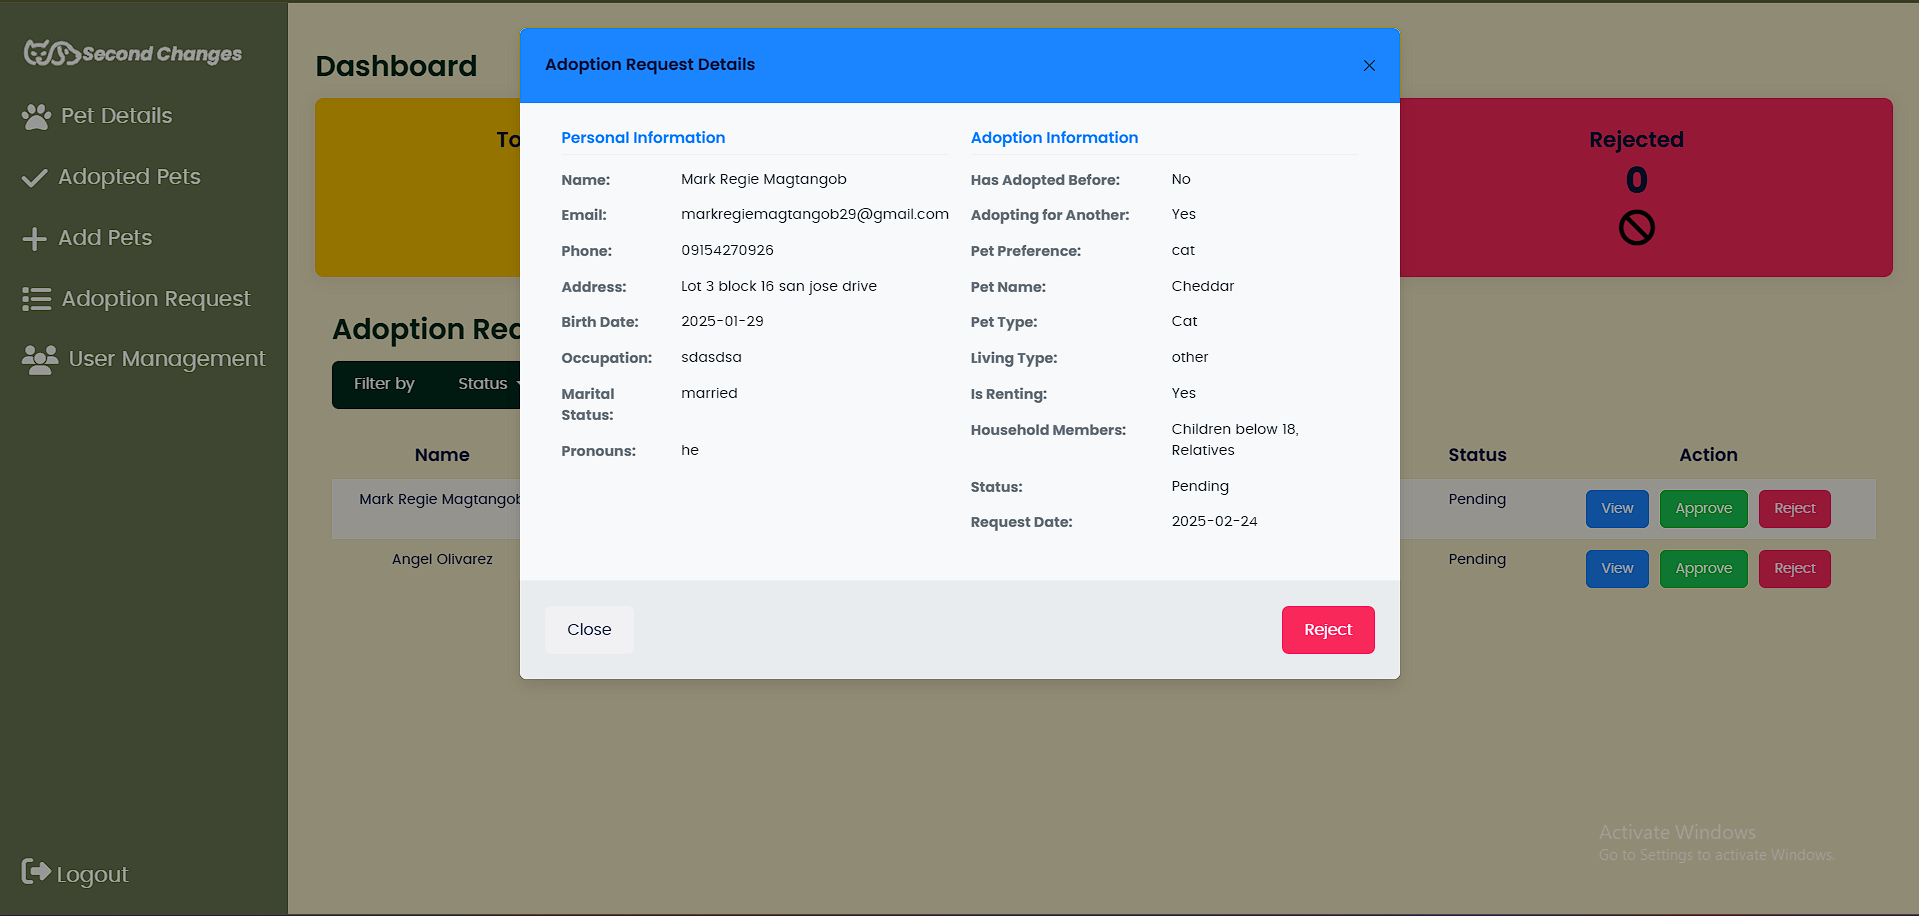 Second Changes
Pet Details
Adopted Pets
Add Pets
Adoption Request
User Management
Logout
Dashboard
To
Rejected
0
Adoption Rec
Filter by Status
Name Status Action
Mark Regie Magtangob Pending View Approve Reject
Angel Olivarez Pending View Approve Reject
Adoption Request Details
Personal Information
Name: Mark Regie Magtangob
Email: markregiemagtangob29@gmail.com
Phone: 09154270926
Address: Lot 3 block 16 san jose drive
Birth Date: 2025-01-29
Occupation: sdasdsa
Marital
Status: married
Pronouns: he
Adoption Information
Has Adopted Before: No
Adopting for Another: Yes
Pet Preference: cat
Pet Name: Cheddar
Pet Type: Cat
Living Type: other
Is Renting: Yes
Household Members: Children below 18,
Relatives
Status: Pending
Request Date: 2025-02-24
Close Reject
Activate Windows
Go to Settings to activate Windows.